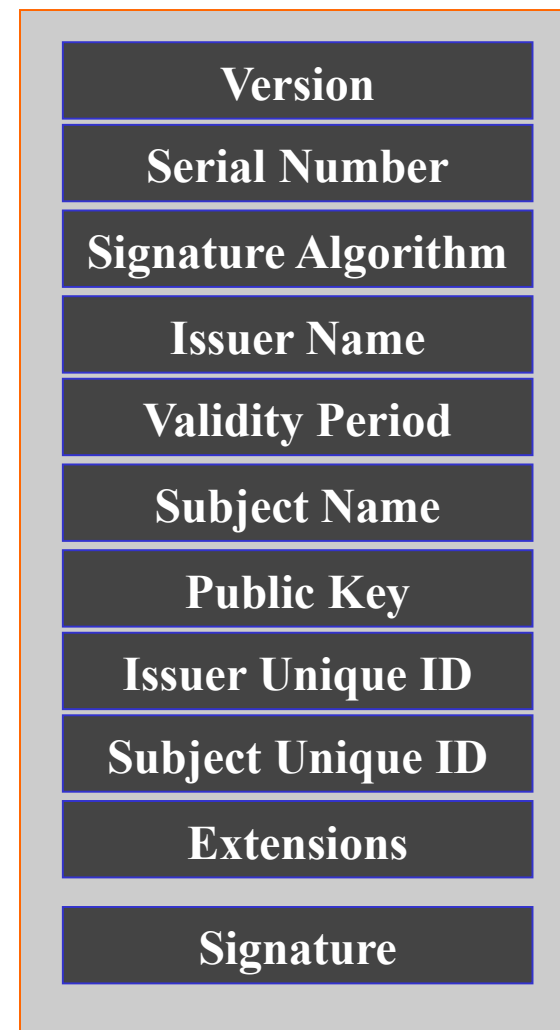 Version
Serial Number
Signature Algorithm
Issuer Name
Validity Period
Subject Name
Public Key
Issuer Unique ID
Subject Unique ID
Extensions
Signature